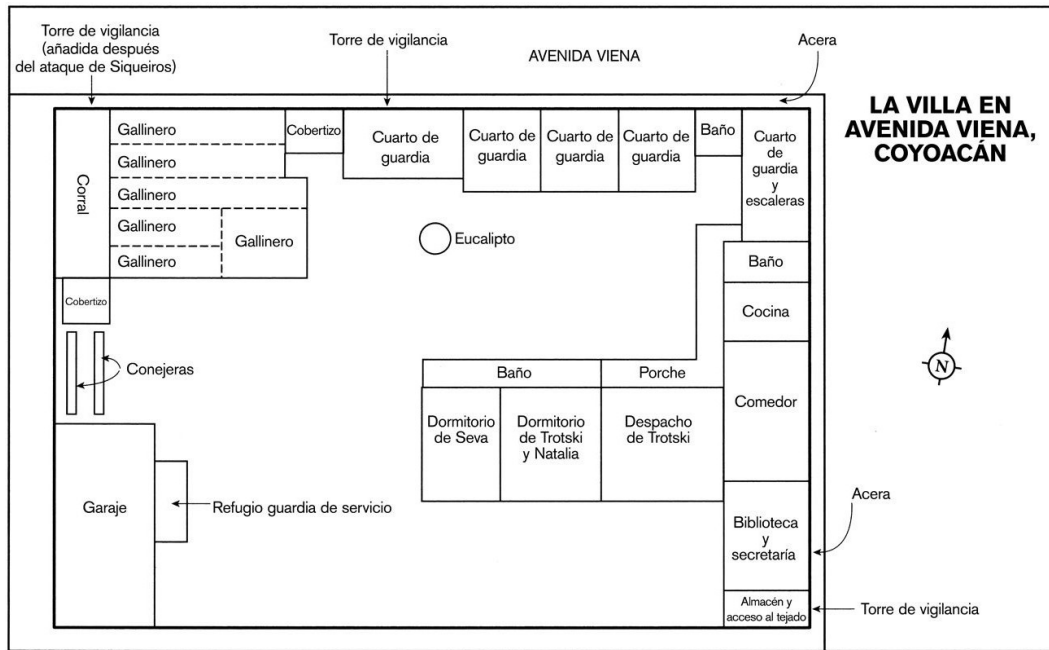 Torre de vigilancia
(añadida después
del ataque de Siqueiros)
Torre de vigilancia
AVENIDA VIENA
Acera
LA VILLA EN
AVENIDA VIENA,
COYOACÁN
Corral
Gallinero
Gallinero
Gallinero
Gallinero
Gallinero
Gallinero
Cobertizo
Cuarto de
guardia
Cuarto de
guardia
Cuarto de
guardia
Cuarto de
guardia
Baño
Cuarto
de
guardia y
escaleras
Eucalipto
Baño
Cobertizo
Cocina
Conejeras
N
Baño
Porche
Comedor
Dormitorio
de Seva
Dormitorio
de Trotski
y Natalia
Despacho
de Trotski
Garaje
Refugio guardia de servicio
Acera
Biblioteca
y
secretaría
Almacén y
acceso al tejado
Torre de vigilancia